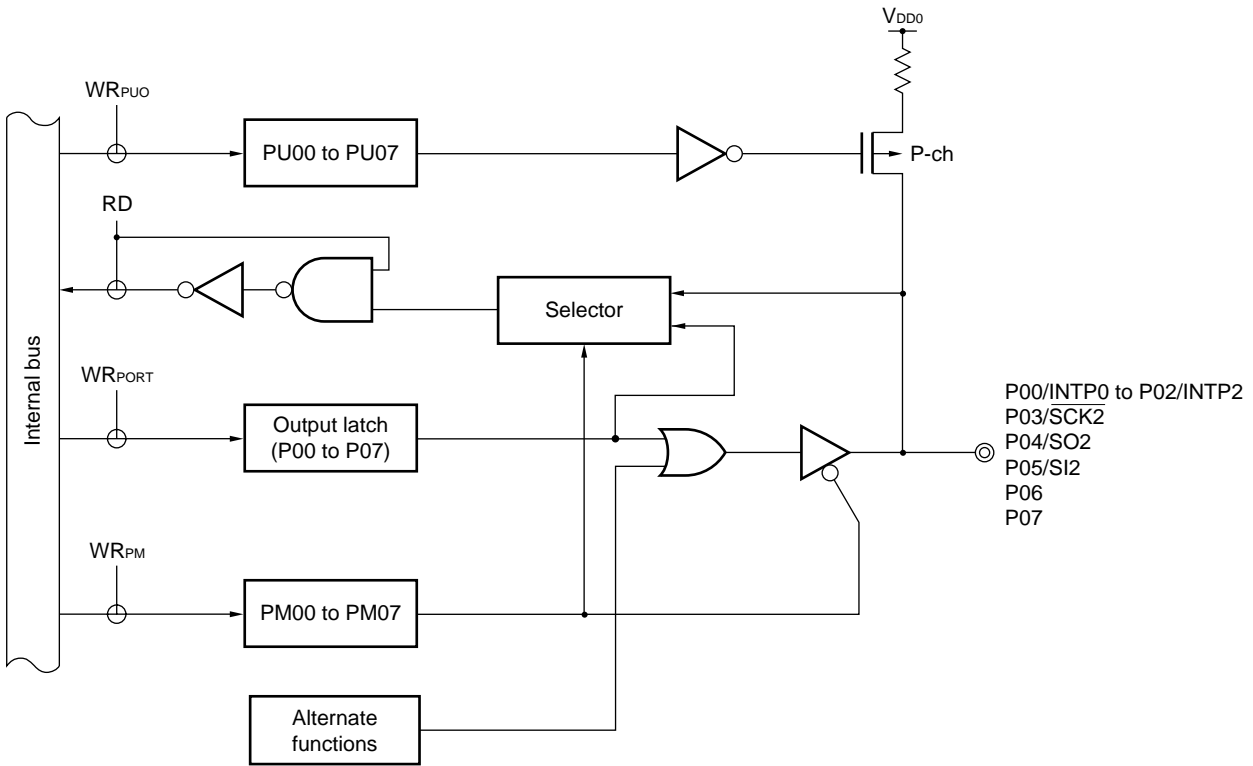 VDD0
WRPUO
PU00 to PU07
P-ch
RD
Selector
Internal bus
WRPORT
Output latch
(P00 to P07)
P00/INTP0 to P02/INTP2
P03/S̅C̅K̅2̅
P04/SO2
P05/SI2
P06
P07
WRPM
PM00 to PM07
Alternate
functions